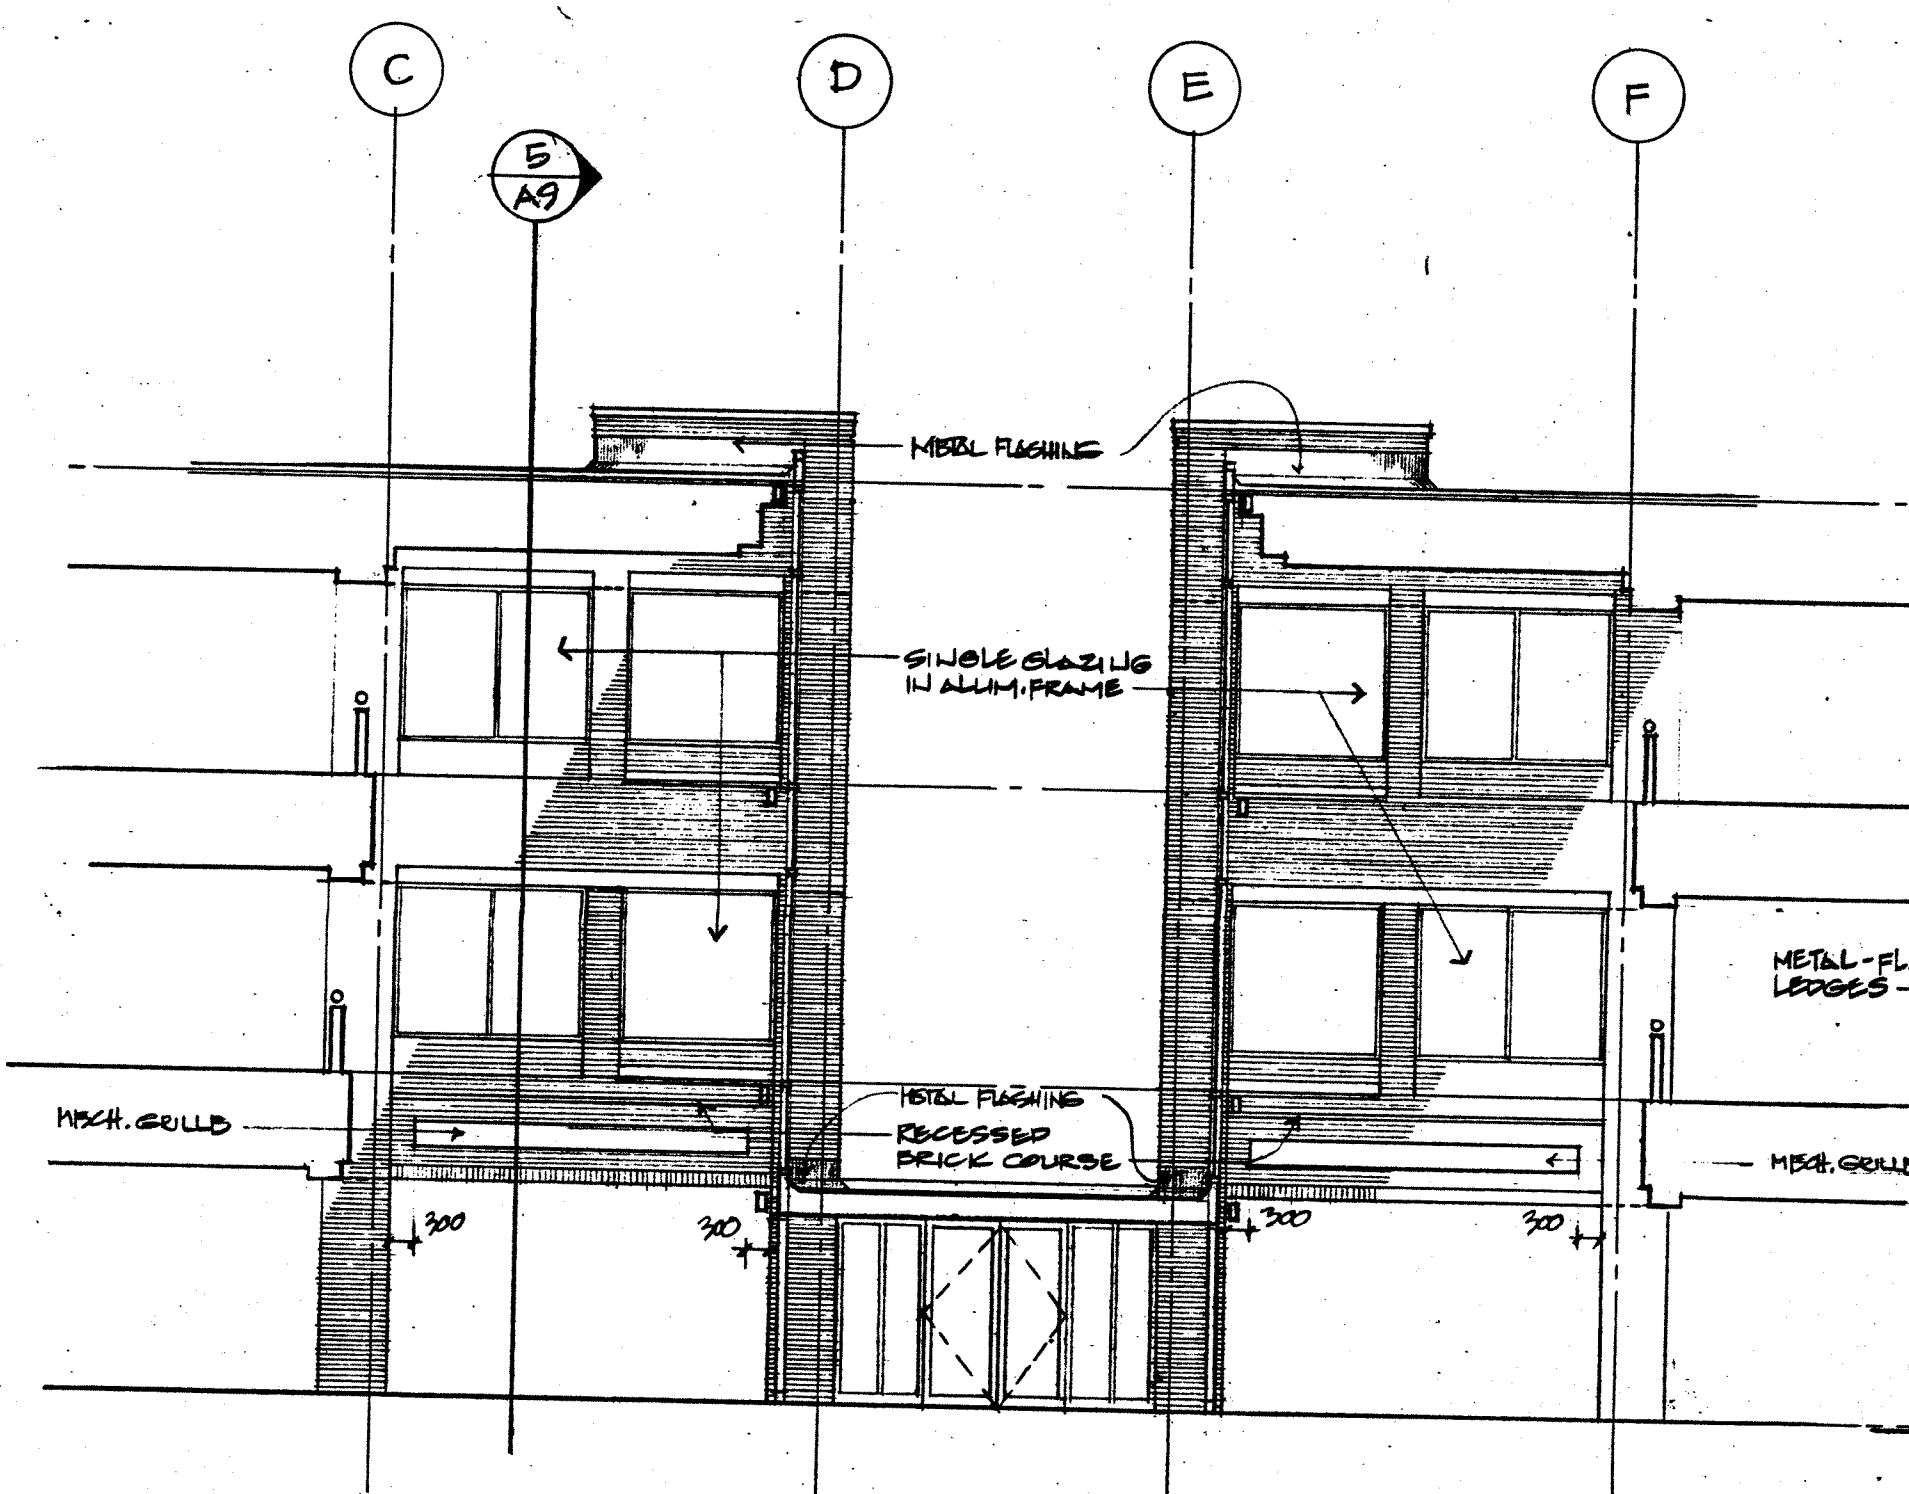 C
D
E
F
5
A9
METAL FLASHING
SINGLE GLAZING
IN ALUM. FRAME
METAL-FL
LEDGES
METAL FLASHING
MECH. GRILLE
RECESSED
BRICK COURSE
MECH. GRILLE
300
300
300
300